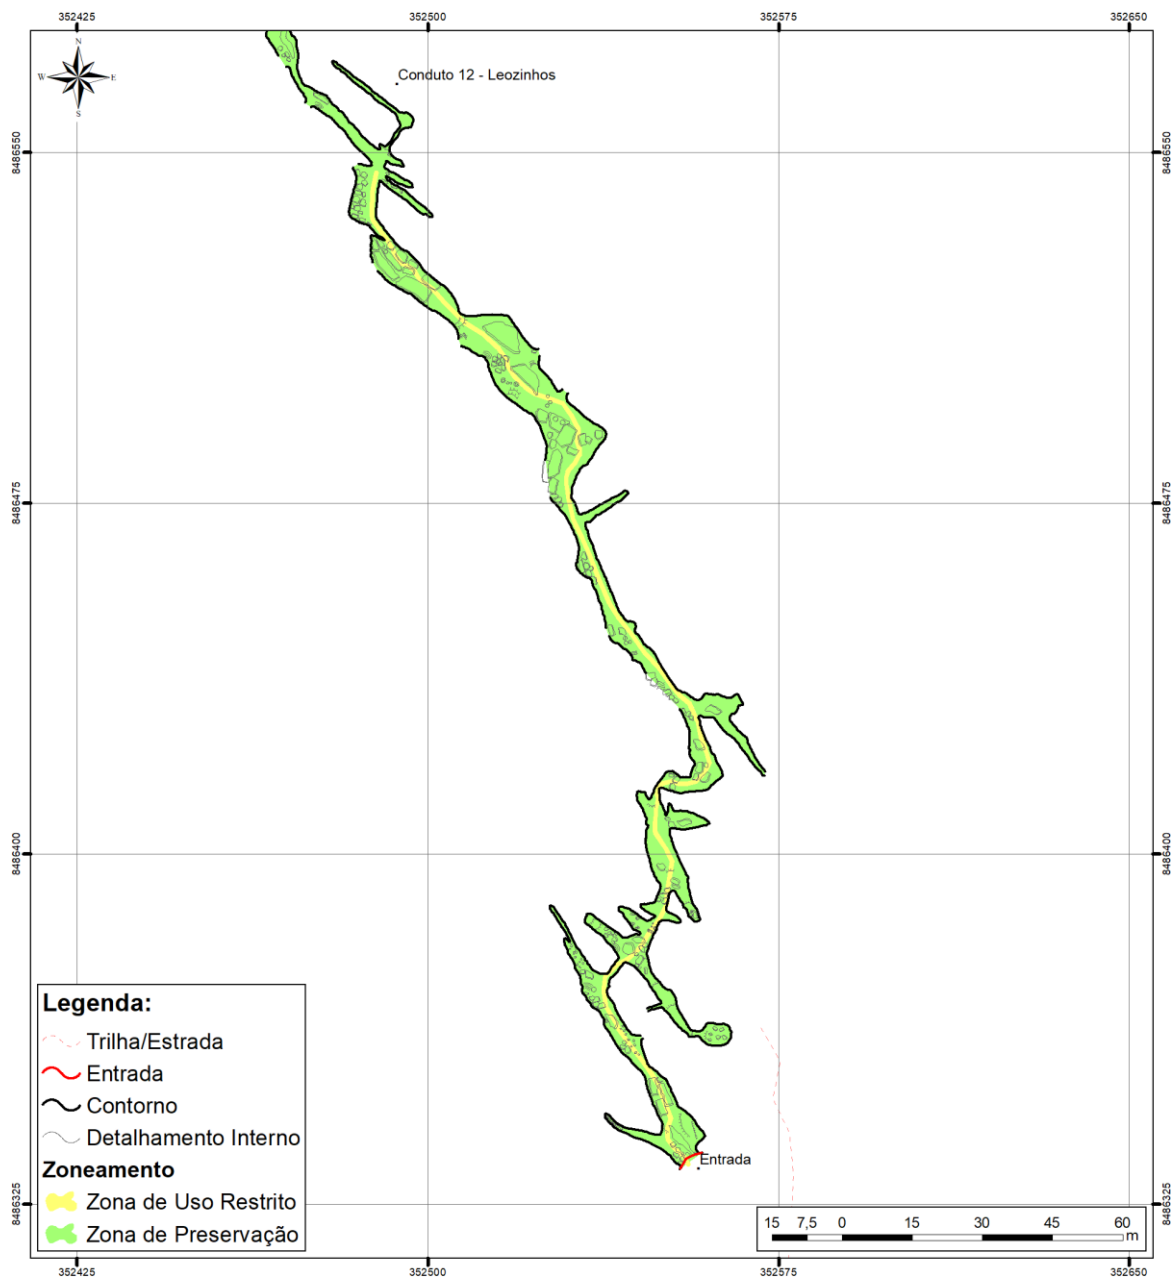 352425 352500 352575 352650
N
W E
S
Conduto 12 - Leozinhos
8486550 8486550
8486475 8486475
8486400 8486400
Entrada
8486325 8486325
Legenda:
Trilha/Estrada
Entrada
Contorno
Detalhamento Interno
Zoneamento
Zona de Uso Restrito
Zona de Preservação
15 7,5 0 15 30 45 60
m
352425 352500 352575 352650